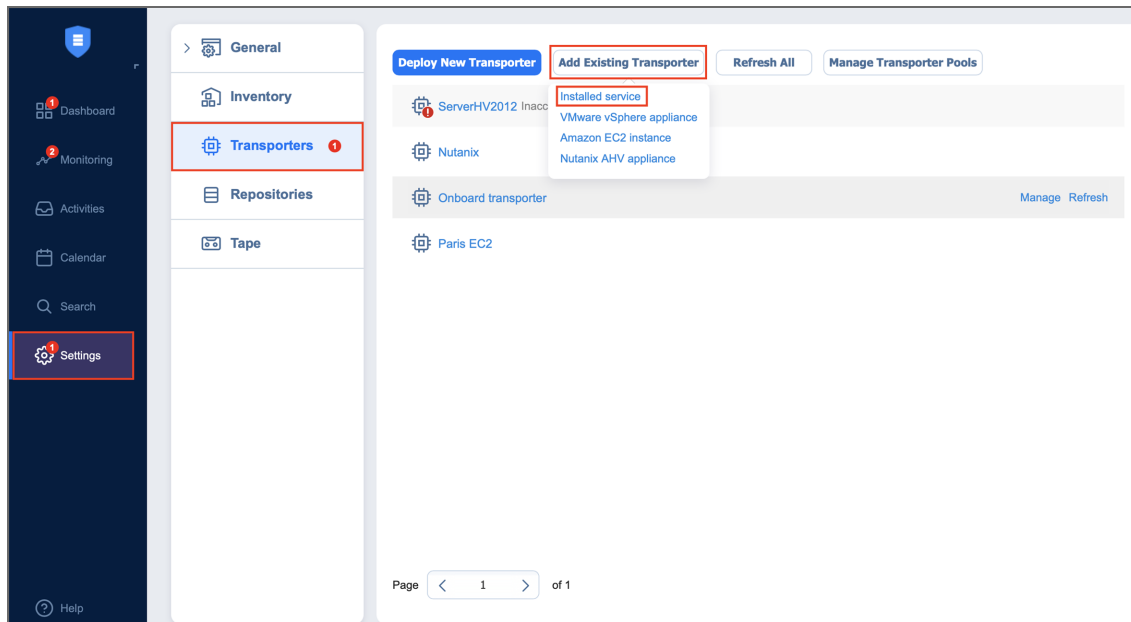 General
Deploy New Transporter
Add Existing Transporter
Refresh All
Manage Transporter Pools
1
Dashboard
Inventory
ServerHV2012 Inacc
Installed service
VMware vSphere appliance
Amazon EC2 instance
Nutanix AHV appliance
2
Monitoring
Transporters 1
Nutanix
Activities
Repositories
Onboard transporter
Manage Refresh
Calendar
Tape
Paris EC2
Search
1
Settings
Page 1 of 1
Help